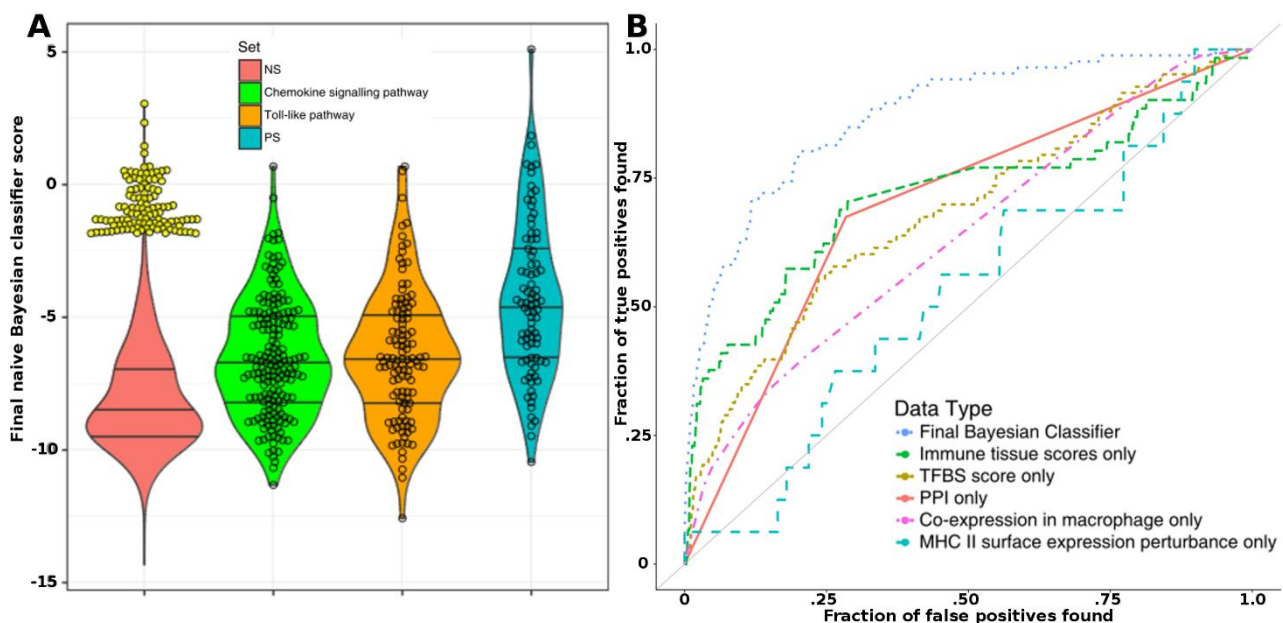 A
Final naive Bayesian classifier score
5
0
-5
-10
-15
Set
NS
Chemokine signalling pathway
Toll-like pathway
PS
B
Fraction of true positives found
1.0
0.75
.50
.25
0
Data Type
Final Bayesian Classifier
Immune tissue scores only
TFBS score only
PPI only
Co-expression in macrophage only
MHC II surface expression perturbance only
0
.25
.50
.75
1.0
Fraction of false positives found